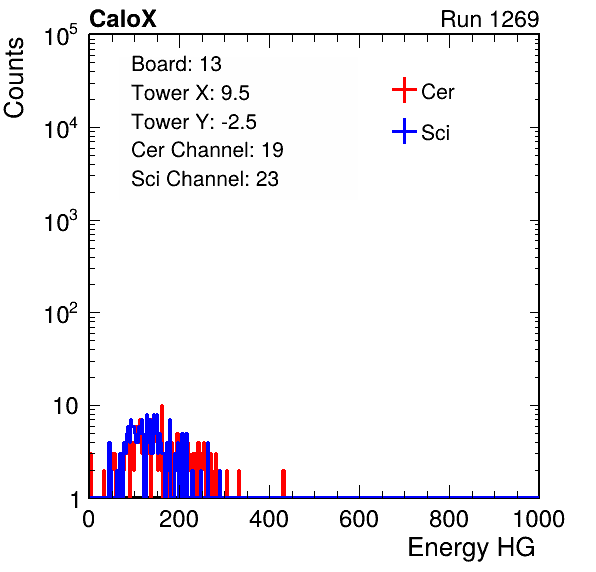 CaloX Run 1269
Counts
10^5
10^4
10^3
10^2
10
1
Board: 13
Tower X: 9.5
Tower Y: -2.5
Cer Channel: 19
Sci Channel: 23
Cer
Sci
0 200 400 600 800 1000
Energy HG